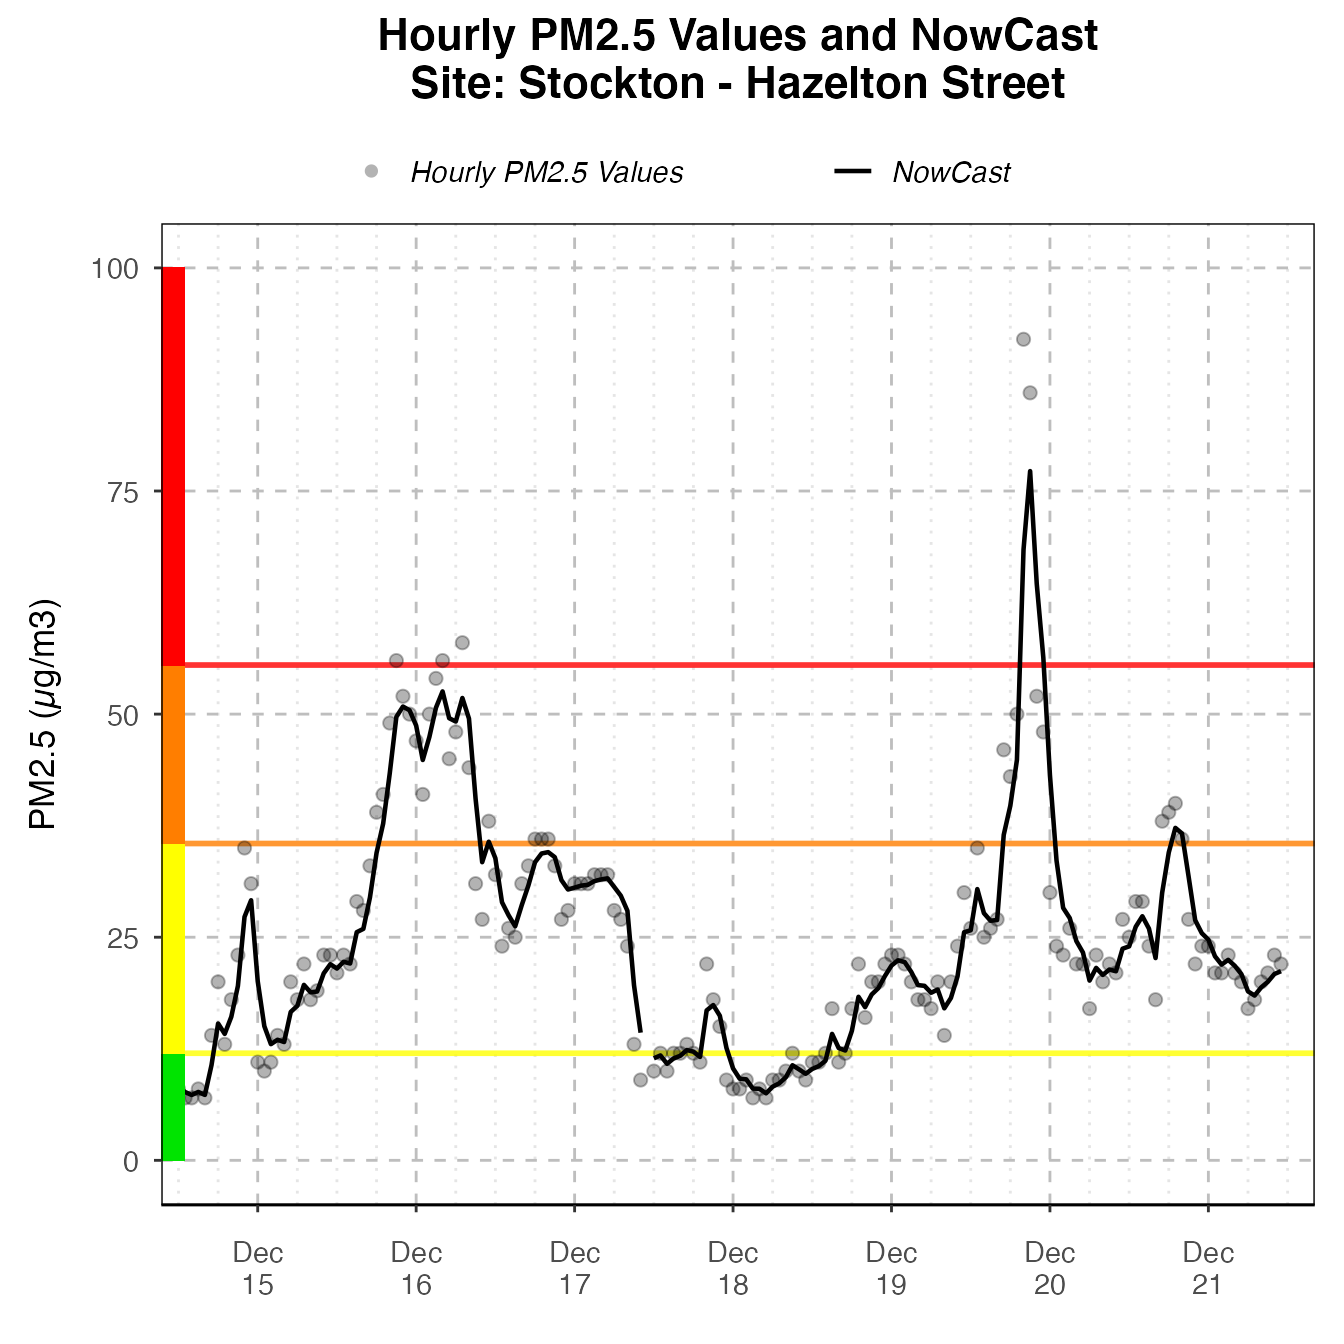 Hourly PM2.5 Values and NowCast
Site: Stockton - Hazelton Street
Hourly PM2.5 Values NowCast
100
75
50
25
0
PM2.5 (µg/m3)
Dec Dec Dec Dec Dec Dec Dec
15 16 17 18 19 20 21